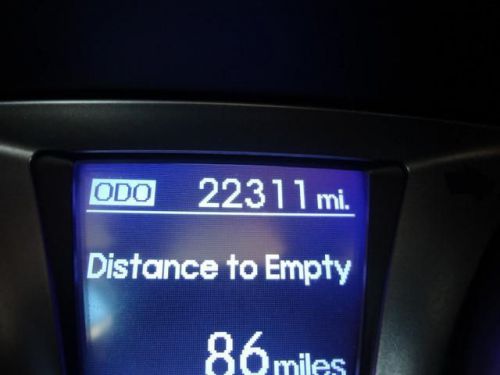 ODO 22311 mi.
Distance to Empty
86 miles